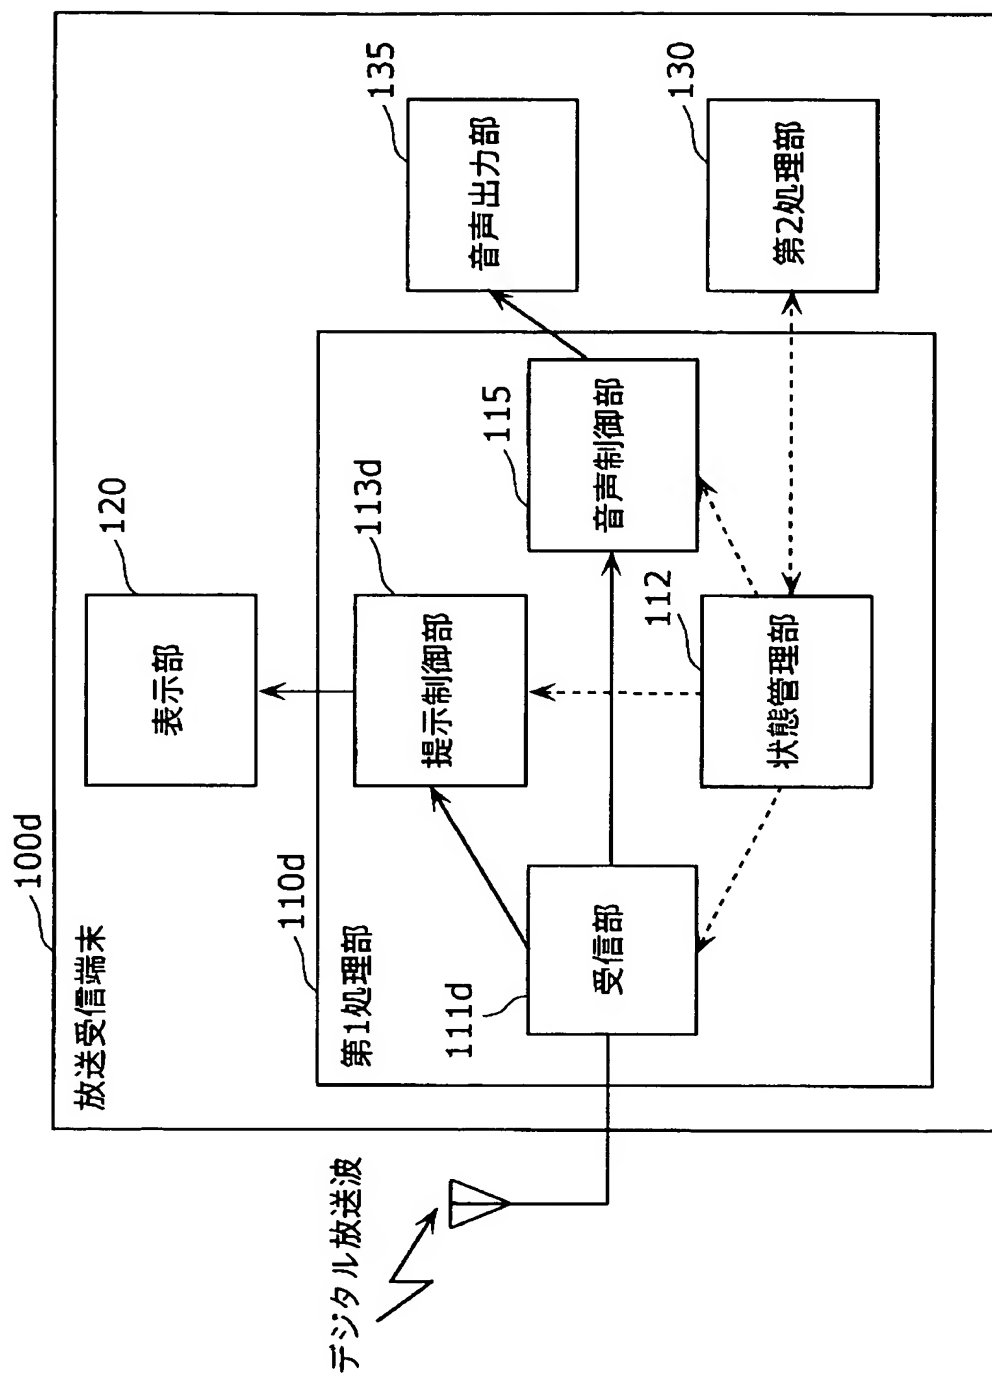 100d
放送受信端末
120
表示部
110d
第1処理部
113d
提示制御部
135
音声出力部
115
音声制御部
111d
受信部
デジタル放送波
112
状態管理部
130
第2処理部